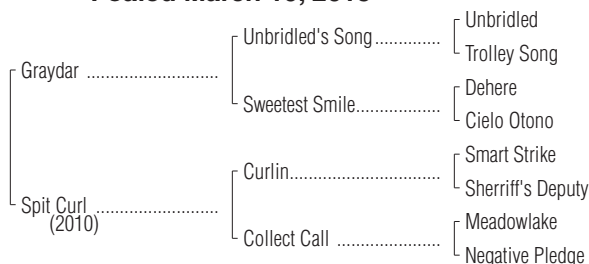 Foaled March
Unbridled
Unbridled's Song
Trolley Song
Graydar
Dehere
Sweetest Smile
Cielo Otono
Smart Strike
Curlin
Sherriff's Deputy
Spit Curl
(2010)
Meadowlake
Collect Call
Negative Pledge